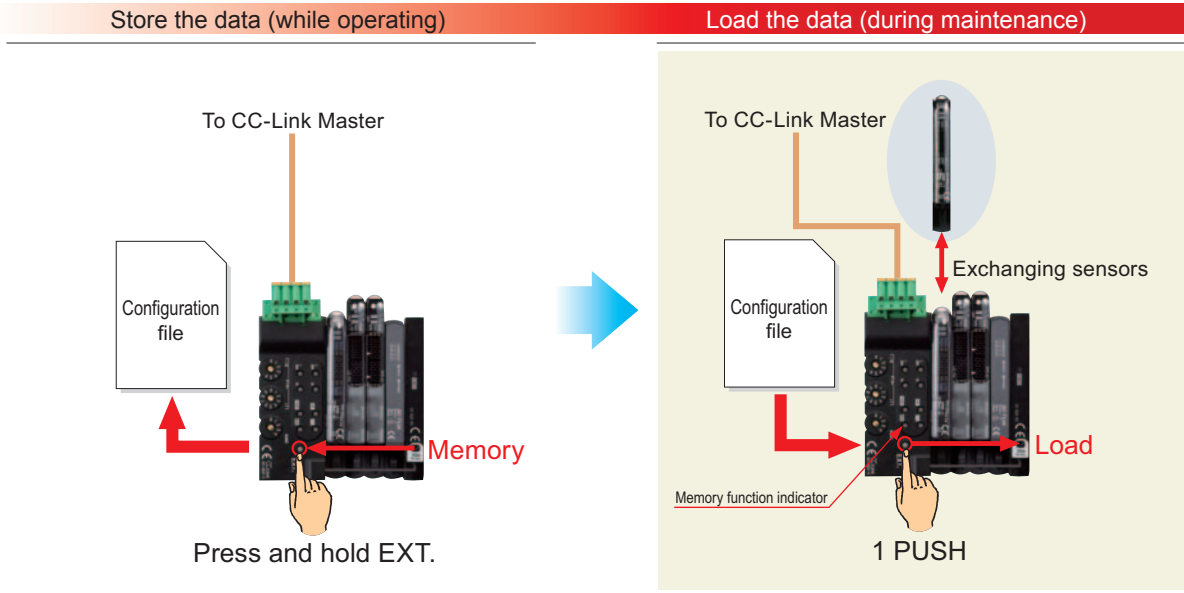 Store the data (while operating)
Load the data (during maintenance)
To CC-Link Master
Configuration
file
Memory
Press and hold EXT.
To CC-Link Master
Exchanging sensors
Configuration
file
Load
Memory function indicator
1 PUSH